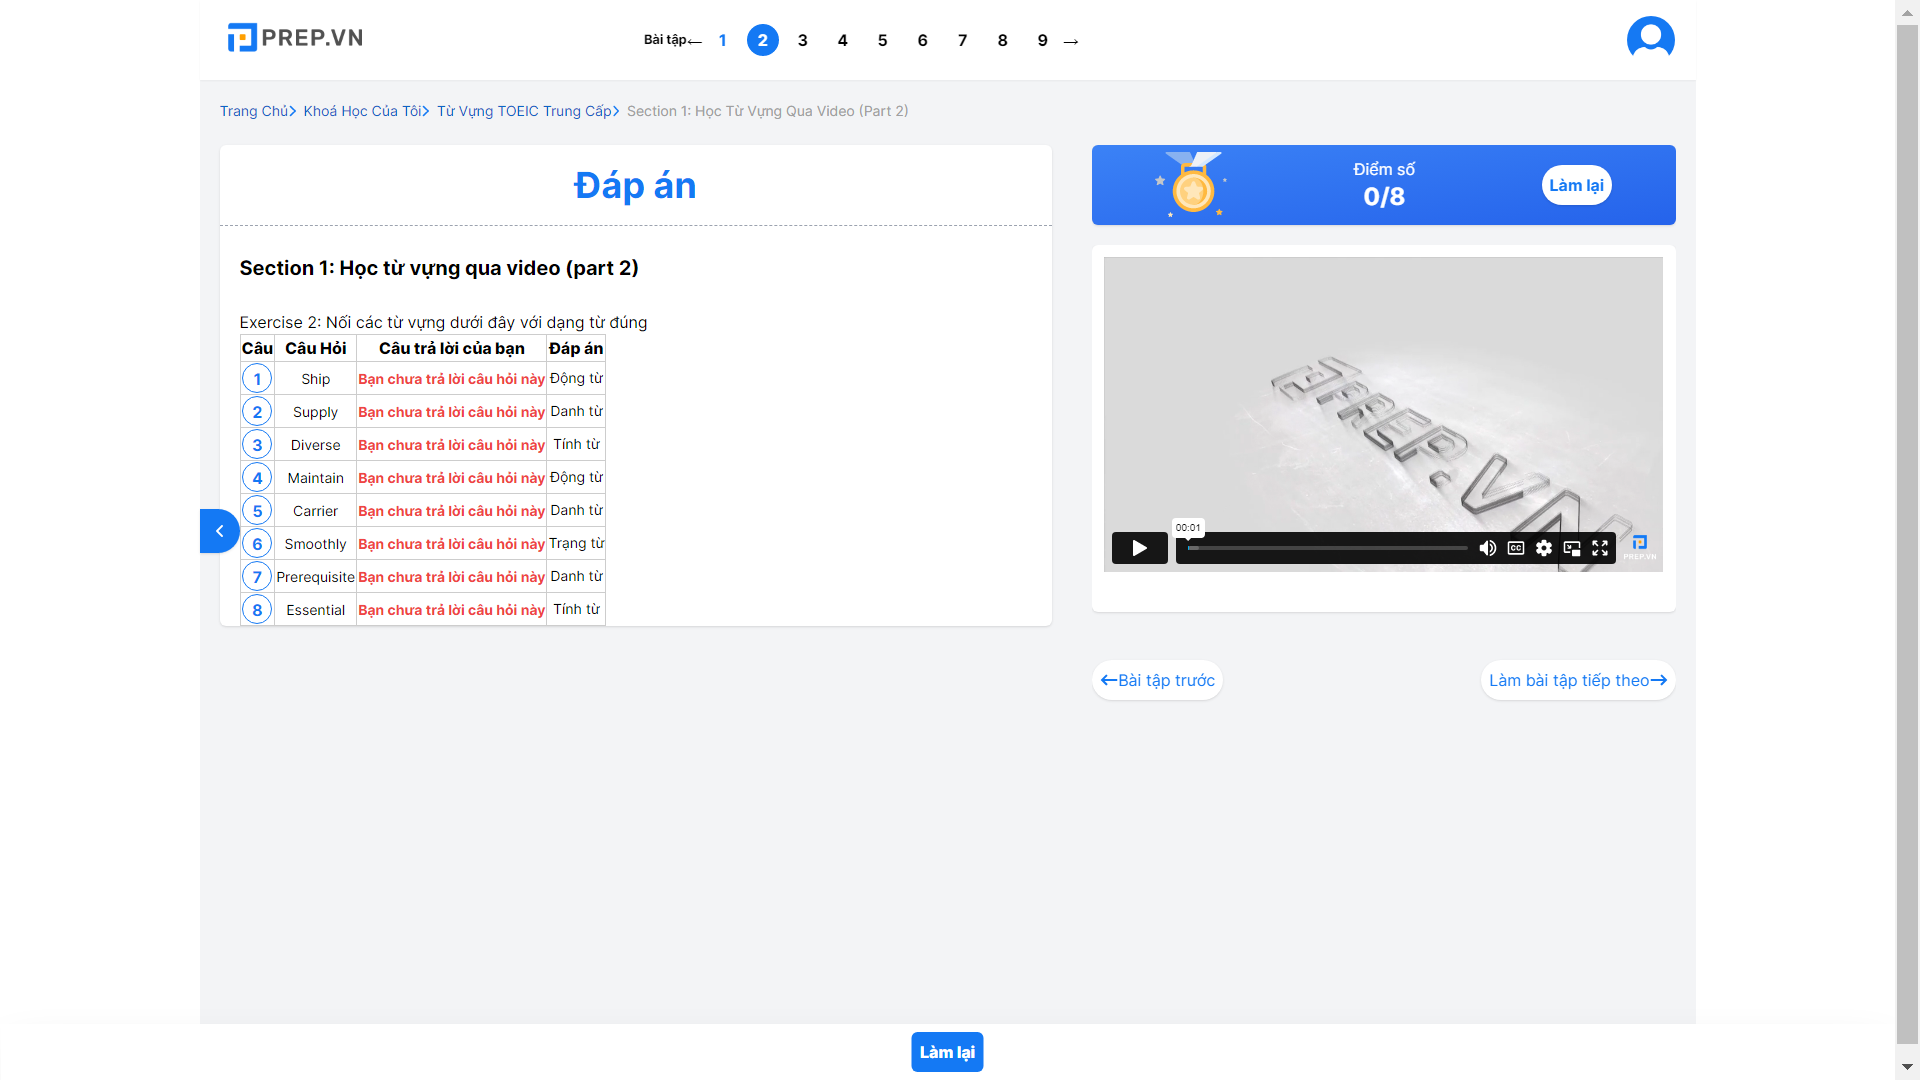 PREP.VN
Bài tập← 1 2 3 4 5 6 7 8 9 →
Trang Chủ> Khoá Học Của Tôi> Từ Vựng TOEIC Trung Cấp> Section 1: Học Từ Vựng Qua Video (Part 2)
Đáp án
Section 1: Học từ vựng qua video (part 2)
Exercise 2: Nối các từ vựng dưới đây với dạng từ đúng
Câu Câu Hỏi Câu trả lời của bạn Đáp án
1 Ship Bạn chưa trả lời câu hỏi này Động từ
2 Supply Bạn chưa trả lời câu hỏi này Danh từ
3 Diverse Bạn chưa trả lời câu hỏi này Tính từ
4 Maintain Bạn chưa trả lời câu hỏi này Động từ
5 Carrier Bạn chưa trả lời câu hỏi này Danh từ
6 Smoothly Bạn chưa trả lời câu hỏi này Trạng từ
7 Prerequisite Bạn chưa trả lời câu hỏi này Danh từ
8 Essential Bạn chưa trả lời câu hỏi này Tính từ
Điểm số
0/8
Làm lại
PREP.VN
00:01
CC
PREP.VN
←Bài tập trước
Làm bài tập tiếp theo→
Làm lại